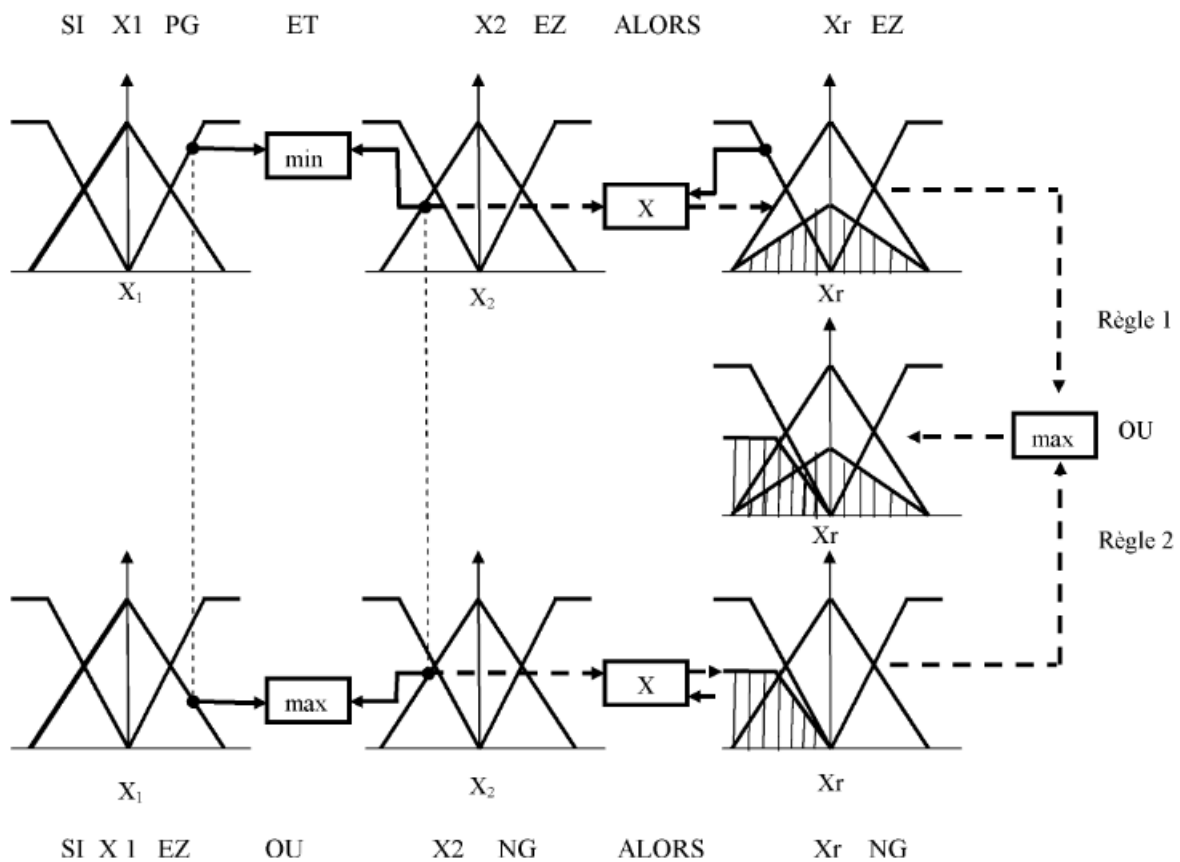 SI X1 PG ET X2 EZ ALORS Xr EZ
min
X
X₁ X₂ Xr
Règle 1
max OU
Xr
Règle 2
max
X
X₁ X₂ Xr
SI X 1 EZ OU X2 NG ALORS Xr NG